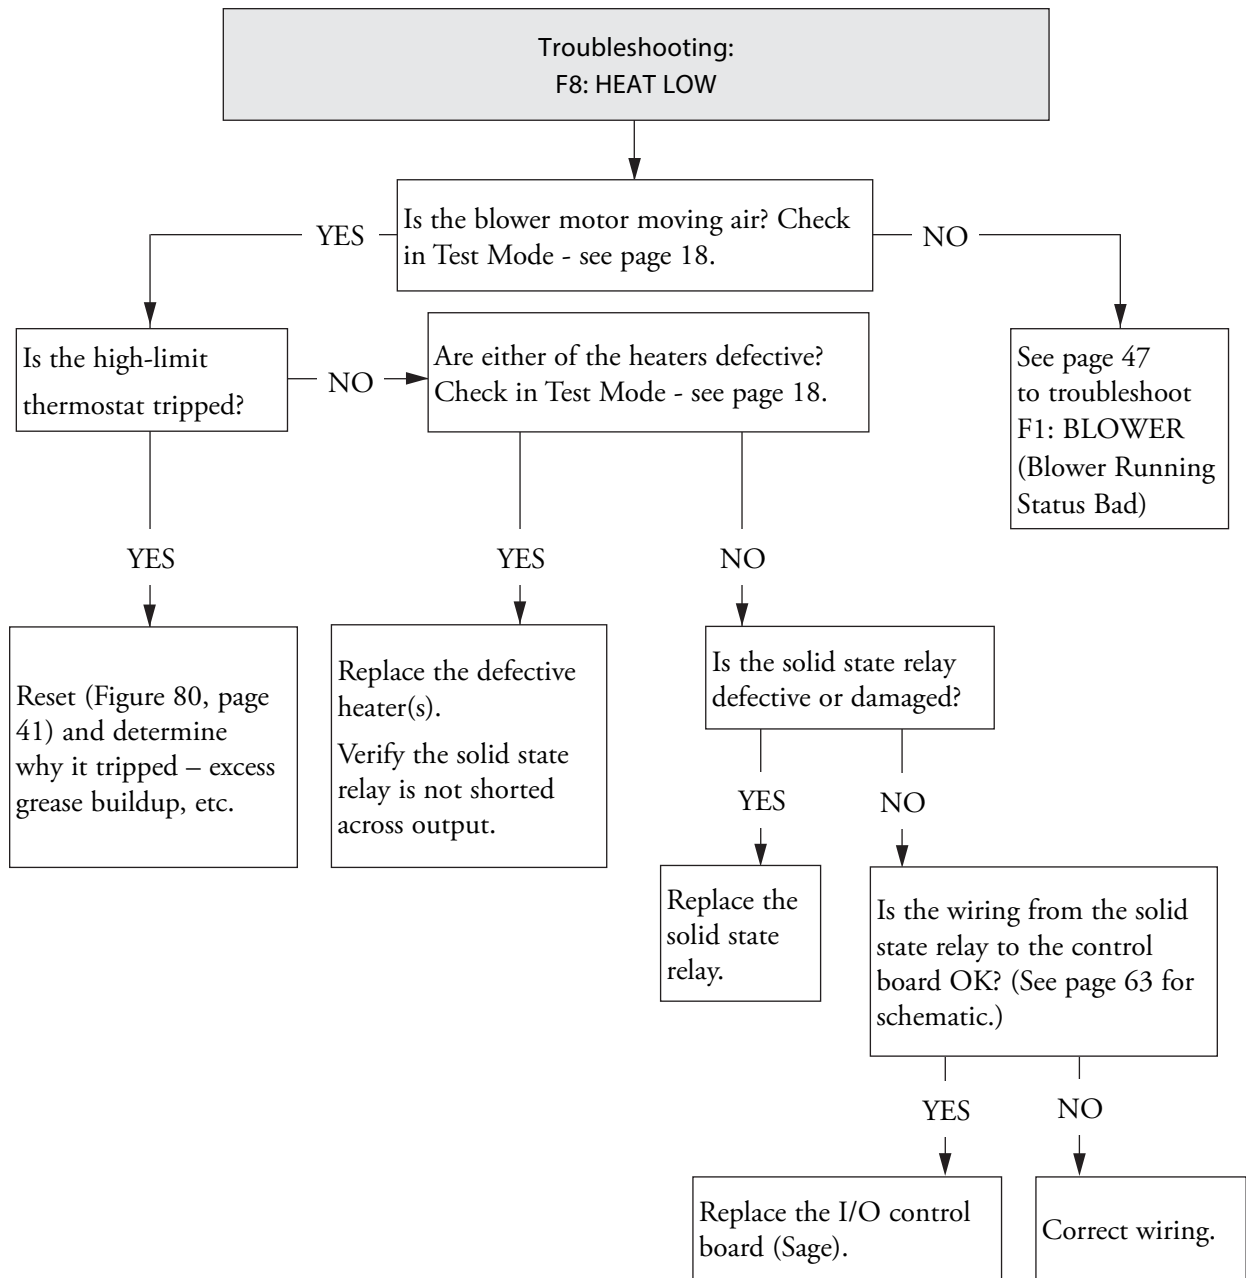 Troubleshooting:
F8: HEAT LOW
Is the blower motor moving air? Check
in Test Mode - see page 18.
YES
NO
Is the high-limit
thermostat tripped?
NO
Are either of the heaters defective?
Check in Test Mode - see page 18.
See page 47
to troubleshoot
F1: BLOWER
(Blower Running
Status Bad)
YES
YES
NO
Reset (Figure 80, page
41) and determine
why it tripped – excess
grease buildup, etc.
Replace the defective
heater(s).
Verify the solid state
relay is not shorted
across output.
Is the solid state relay
defective or damaged?
YES
NO
Replace the
solid state
relay.
Is the wiring from the solid
state relay to the control
board OK? (See page 63 for
schematic.)
YES
NO
Replace the I/O control
board (Sage).
Correct wiring.